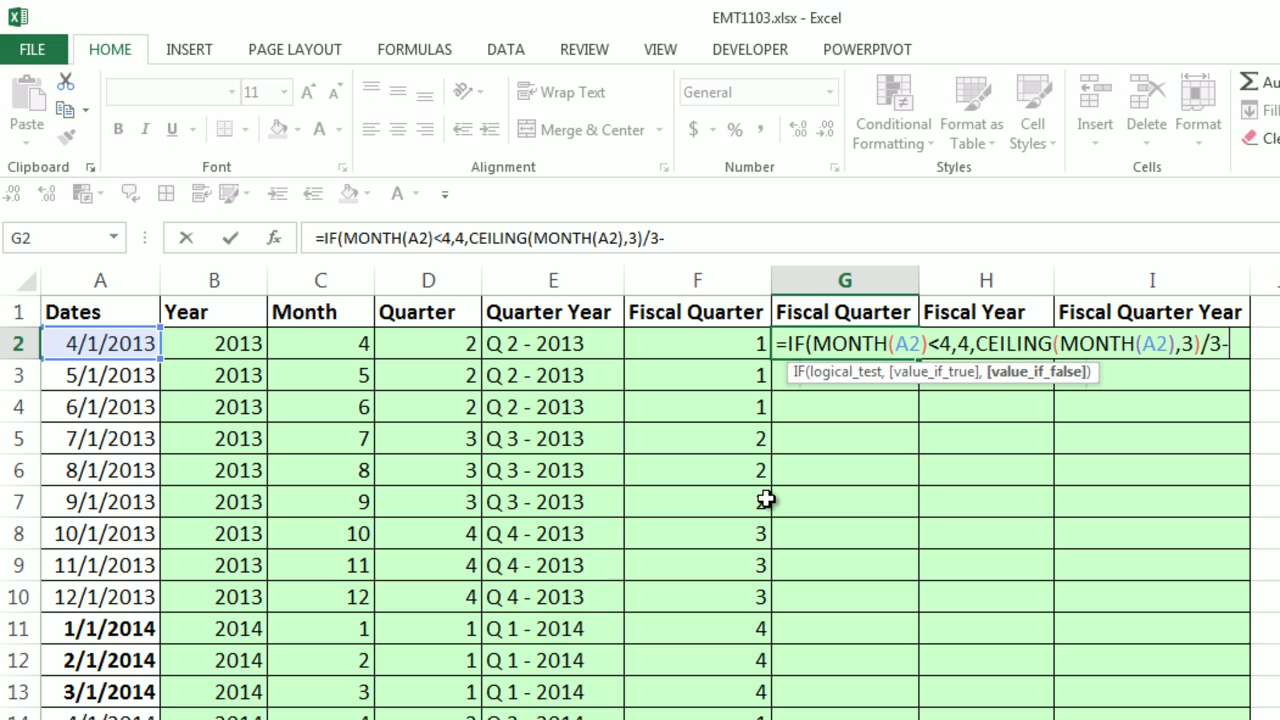 EMT1103.xlsx - Excel
FILE HOME INSERT PAGE LAYOUT FORMULAS DATA REVIEW VIEW DEVELOPER POWERPIVOT
Paste
11 A A
B I U A
Wrap Text
Merge & Center
General
$ % ,
Conditional Formatting
Format as Table
Cell Styles
Insert Delete Format
Σ Au
Fill
Cle
Clipboard Font Alignment Number Styles Cells
G2 fx =IF(MONTH(A2)<4,4,CEILING(MONTH(A2),3)/3-
A B C D E F G H I
1 Dates Year Month Quarter Quarter Year Fiscal Quarter Fiscal Quarter Fiscal Year Fiscal Quarter Year
2 4/1/2013 2013 4 2 Q 2 - 2013 1 =IF(MONTH(A2)<4,4,CEILING(MONTH(A2),3)/3-
IF(logical_test, [value_if_true], [value_if_false])
3 5/1/2013 2013 5 2 Q 2 - 2013 1
4 6/1/2013 2013 6 2 Q 2 - 2013 1
5 7/1/2013 2013 7 3 Q 3 - 2013 2
6 8/1/2013 2013 8 3 Q 3 - 2013 2
7 9/1/2013 2013 9 3 Q 3 - 2013
8 10/1/2013 2013 10 4 Q 4 - 2013 3
9 11/1/2013 2013 11 4 Q 4 - 2013 3
10 12/1/2013 2013 12 4 Q 4 - 2013 3
11 1/1/2014 2014 1 1 Q 1 - 2014 4
12 2/1/2014 2014 2 1 Q 1 - 2014 4
13 3/1/2014 2014 3 1 Q 1 - 2014 4